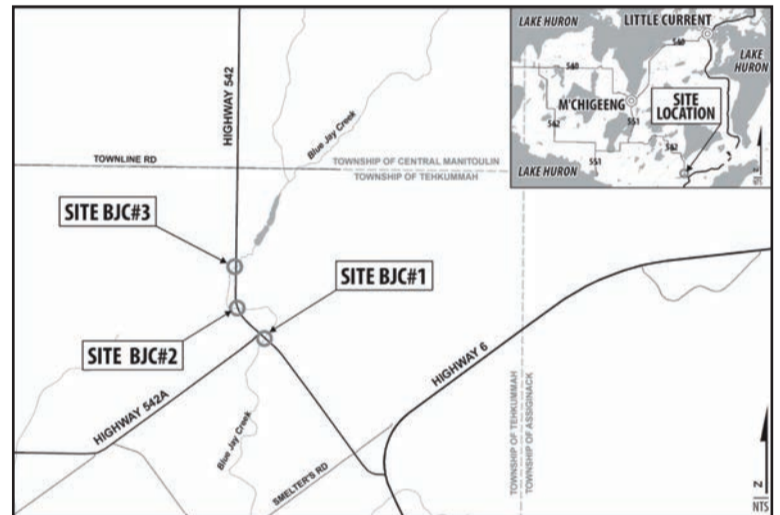 HIGHWAY 542
Blue Jay Creek
TOWNLINE RD
TOWNSHIP OF CENTRAL MANITOULIN
TOWNSHIP OF TEHKUMMAH
SITE BJC#3
SITE BJC#1
SITE BJC#2
HIGHWAY 6
HIGHWAY 542A
Blue Jay Creek
SMELTER'S RD
TOWNSHIP OF TEHKUMMAH
TOWNSHIP OF ASSIGINACK
Z
NTS
LAKE HURON
LITTLE CURRENT
540
LAKE
HURON
540
M'CHIGEENG
SITE
LOCATION
542
551
542
551
LAKE HURON